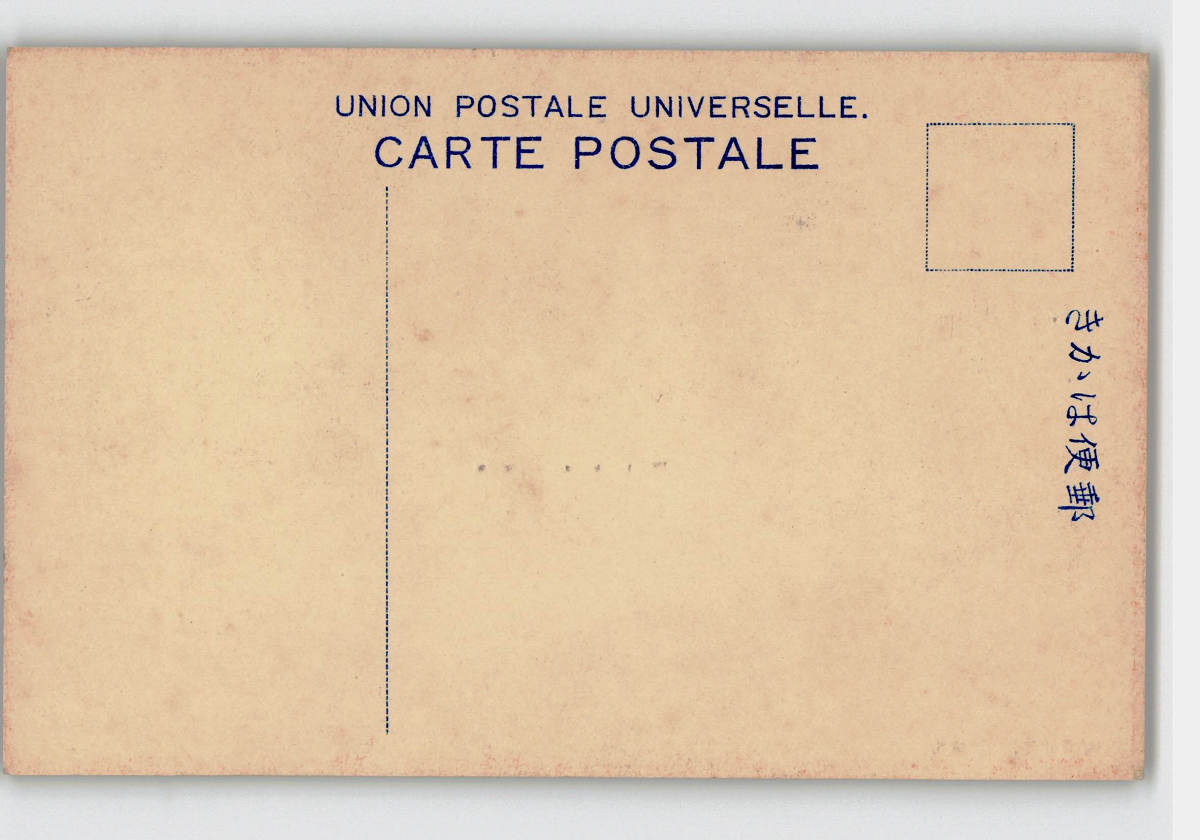 UNION POSTALE UNIVERSELLE.
CARTE POSTALE
郵便はかき